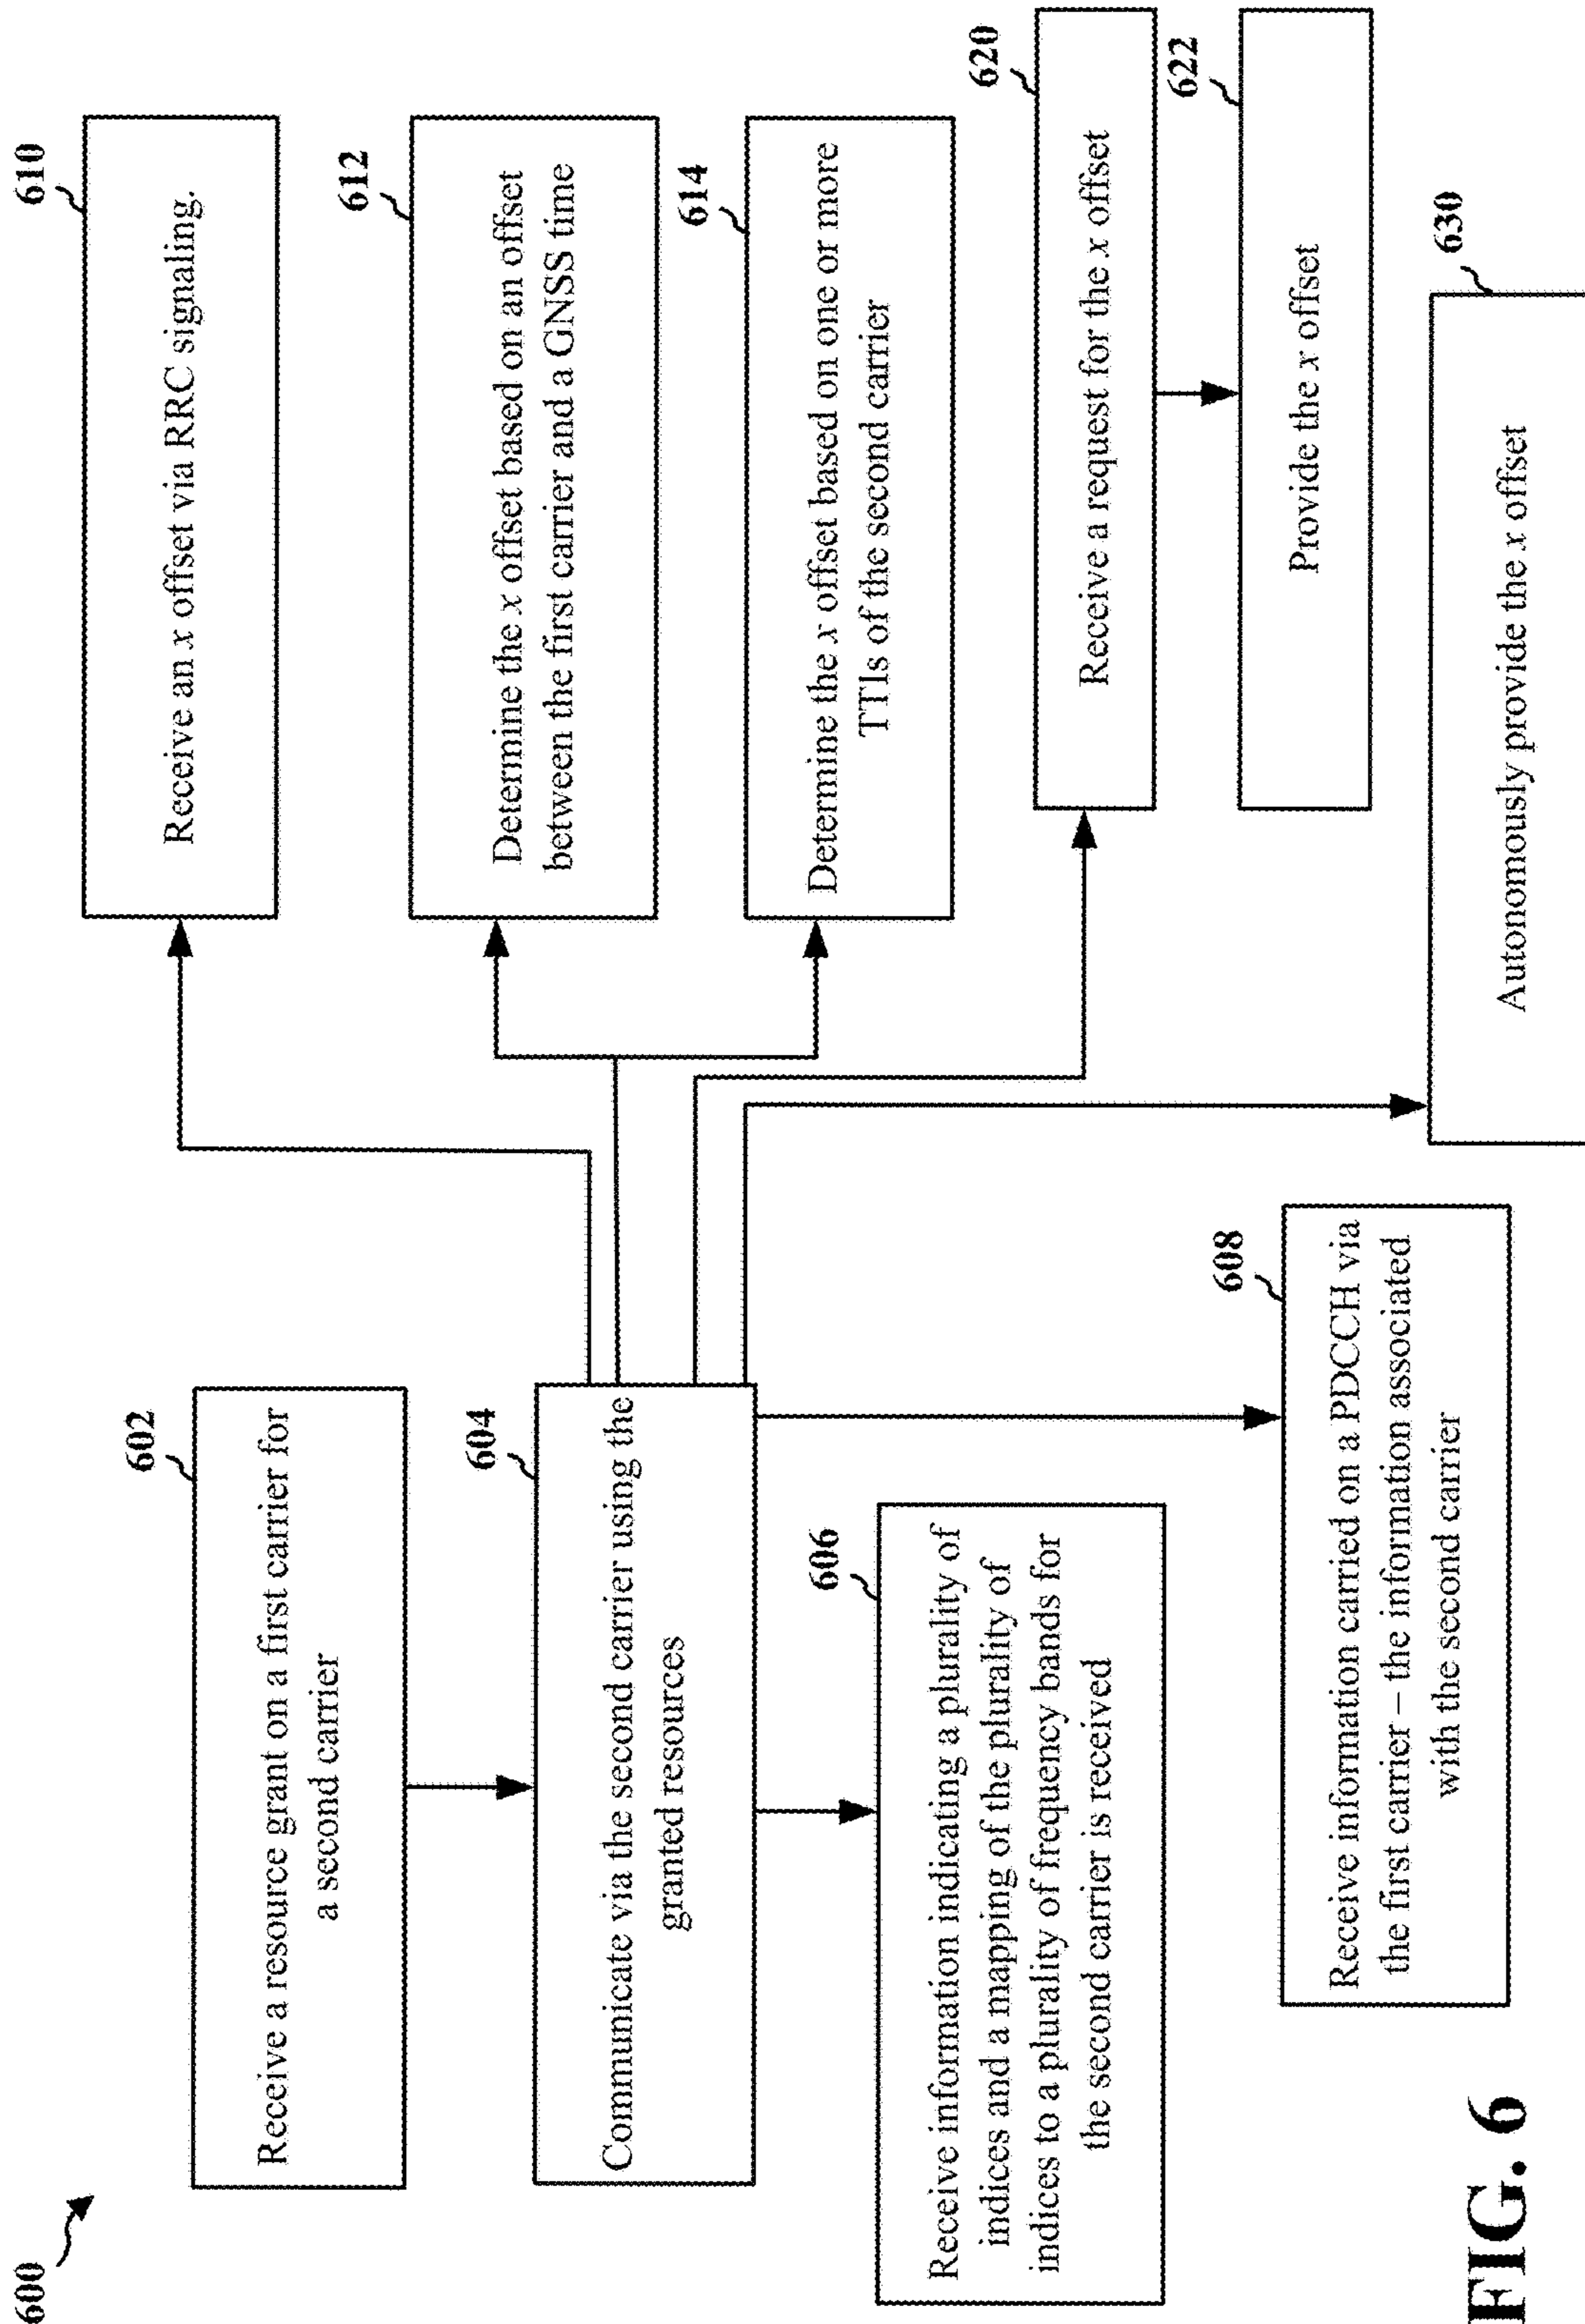 600
602
Receive a resource grant on a first carrier for
a second carrier
604
Communicate via the second carrier using the
granted resources
606
Receive information indicating a plurality of
indices and a mapping of the plurality of
indices to a plurality of frequency bands for
the second carrier is received
608
Receive information carried on a PDCCH via
the first carrier – the information associated
with the second carrier
610
Receive an x offset via RRC signaling.
612
Determine the x offset based on an offset
between the first carrier and a GNSS time
614
Determine the x offset based on one or more
TTIs of the second carrier
620
Receive a request for the x offset
622
Provide the x offset
630
Autonomously provide the x offset
FIG. 6